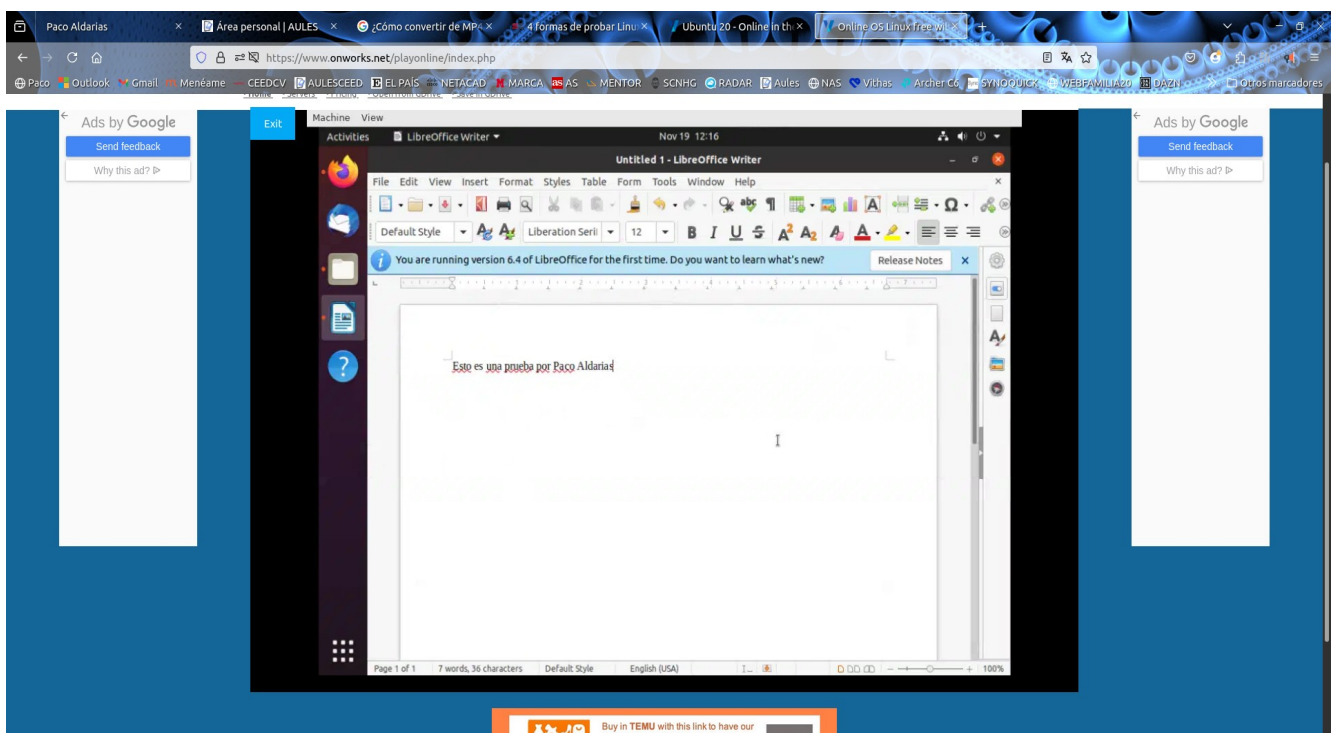 Paco Aldarias
Área personal | AULES
¿Cómo convertir de MP4
4 formas de probar Linu
Ubuntu 20 - Online in th
Online OS Linux free wi
https://www.onworks.net/playonline/index.php
Paco Outlook Gmail Menéame CEEDCV AULESCEED EL PAÍS NETACAD MARCA AS MENTOR SCNHG RADAR Aules NAS Vithas Archer C6 SYNOQUICK WEBFAMILIA20 DAZN Otros marcadores
Exit
Machine View
Ads by Google
Send feedback
Why this ad?
Activities LibreOffice Writer Nov 19 12:16
Untitled 1 - LibreOffice Writer
File Edit View Insert Format Styles Table Form Tools Window Help
Default Style Liberation Seri 12
You are running version 6.4 of LibreOffice for the first time. Do you want to learn what's new? Release Notes
Esto es una prueba por Paco Aldarias
Page 1 of 1 7 words, 36 characters Default Style English (USA) 100%
Ads by Google
Send feedback
Why this ad?
Buy in TEMU with this link to have our